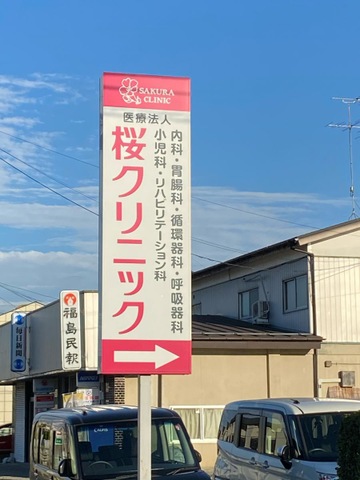 SAKURA
CLINIC
医療法人
桜クリニック
内科・胃腸科・循環器科・呼吸器科
小児科・リハビリテーション科
福島民報
毎日新聞